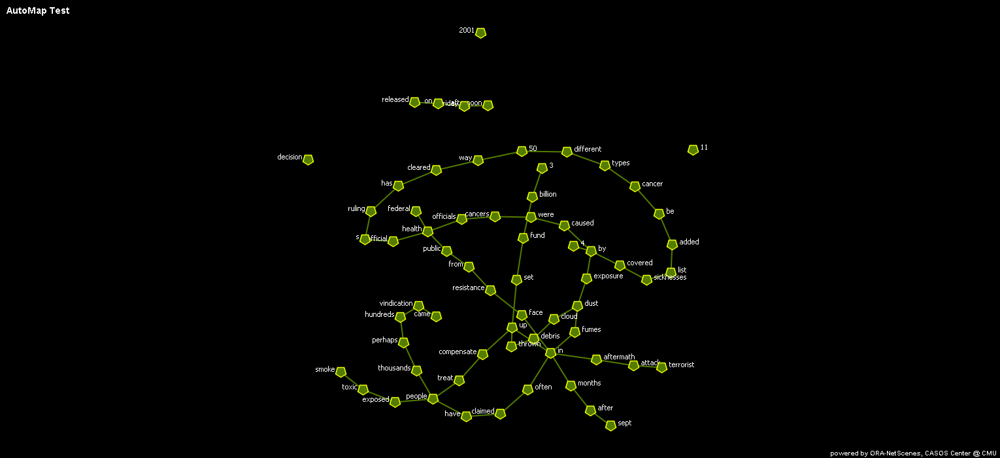 AutoMap Test
2001
released
on
decision
11
50
different
way
types
3
cleared
cancer
has
billion
ruling
federal
be
officials
cancers
were
caused
health
s
4
added
public
by
fund
from
covered
list
exposure
sicknesses
set
resistance
vindication
dust
face
came
hundreds
cloud
up
fumes
debris
perhaps
thrown
in
compensate
aftermath
attack
terrorist
thousands
smoke
treat
months
toxic
often
people
exposed
after
have
claimed
sept
powered by ORA-NetScenes, CASOS Center @ CMU